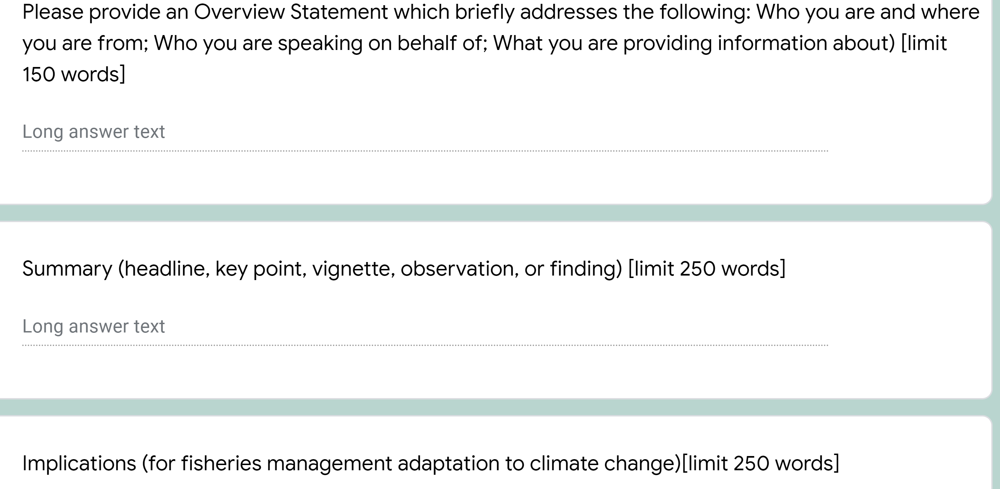 Please provide an Overview Statement which briefly addresses the following: Who you are and where
you are from; Who you are speaking on behalf of; What you are providing information about) [limit
150 words]
Long answer text
Summary (headline, key point, vignette, observation, or finding) [limit 250 words]
Long answer text
Implications (for fisheries management adaptation to climate change)[limit 250 words]